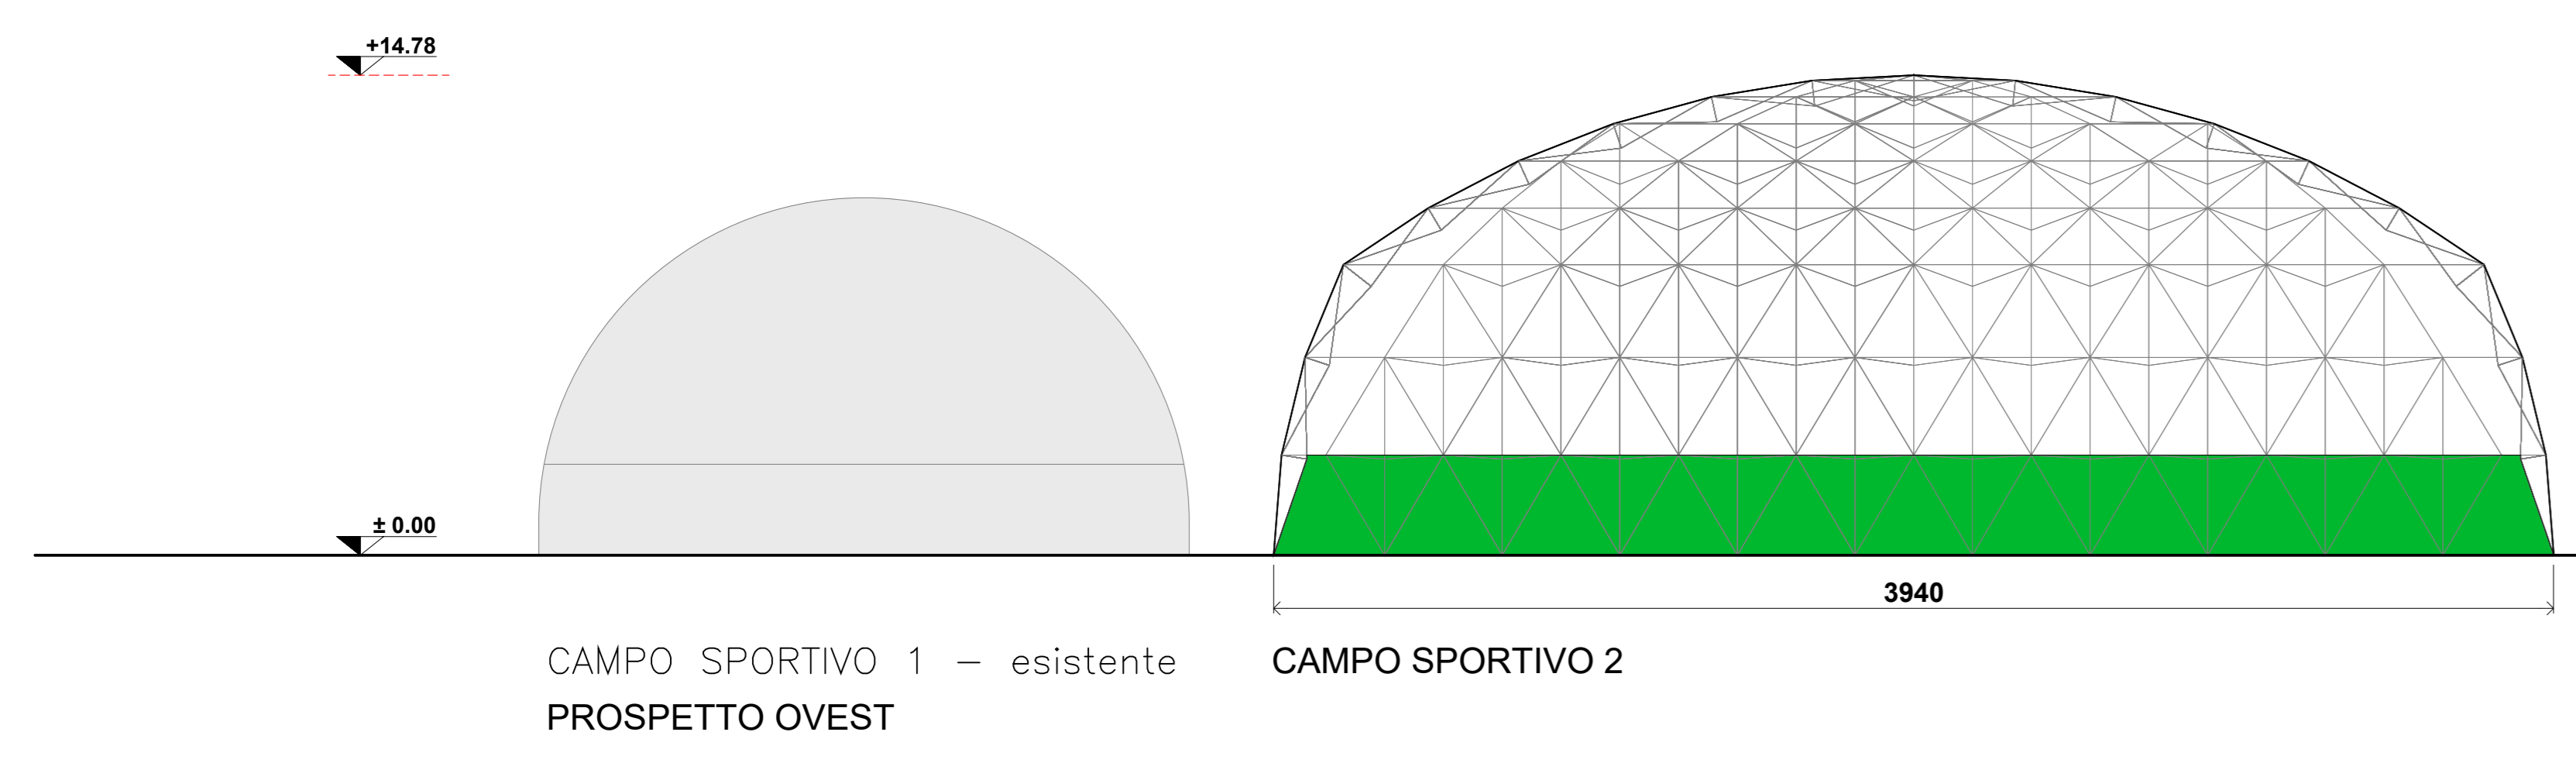 +14.78
± 0.00
3940
CAMPO SPORTIVO 1 – esistente
CAMPO SPORTIVO 2
PROSPETTO OVEST